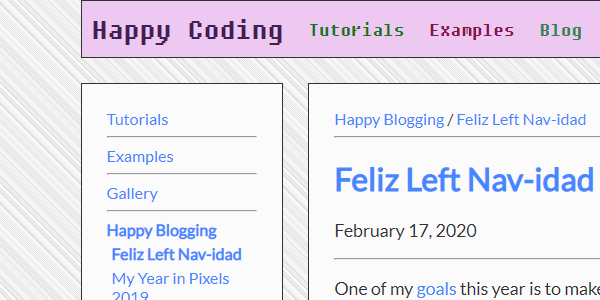 Happy Coding Tutorials Examples Blog
Tutorials
Examples
Gallery
Happy Blogging
Feliz Left Nav-idad
My Year in Pixels
2019
Happy Blogging / Feliz Left Nav-idad
Feliz Left Nav-idad
February 17, 2020
One of my goals this year is to make